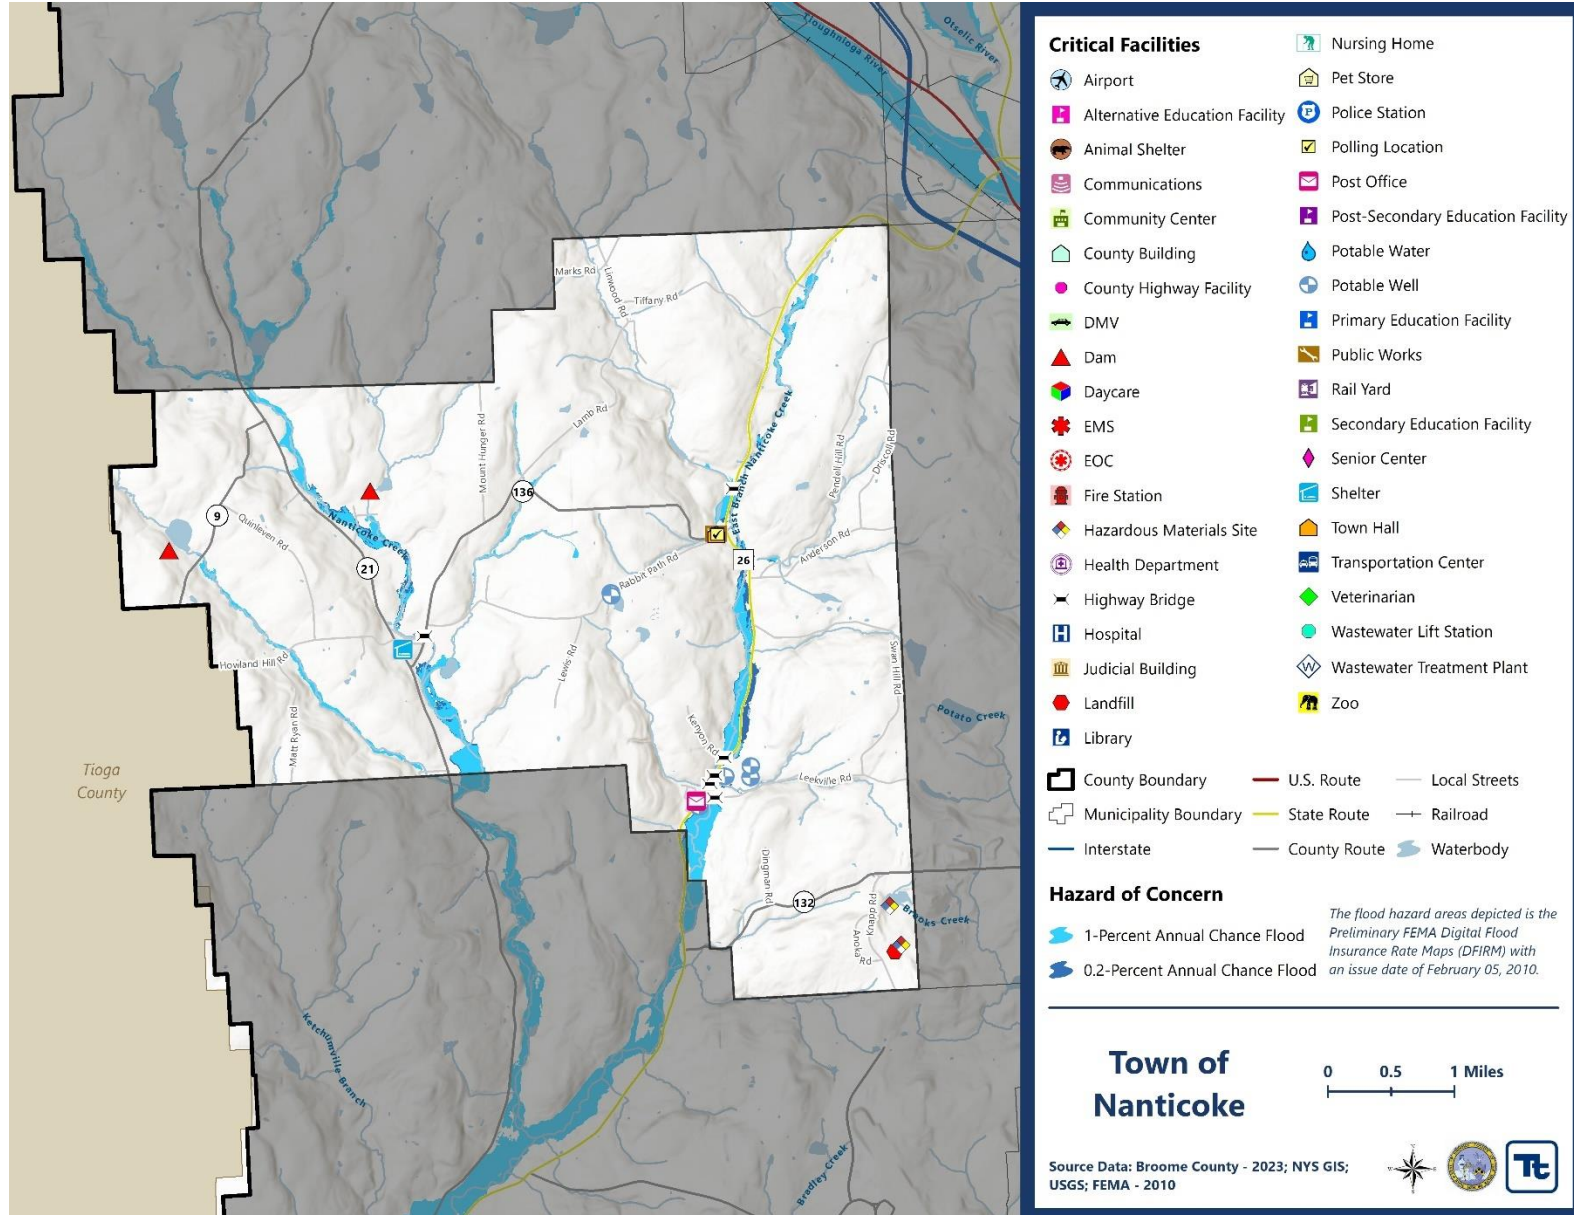 Tioughnioga River
Otselic River
Marks Rd
Linwood Rd
Tiffany Rd
Mount Hunger Rd
Lamb Rd
136
East Branch Nanticoke Creek
Pendell Hill Rd
Driscoll Rd
9
Quinleven Rd
Nanticoke Creek
21
26
Anderson Rd
Rabbit Path Rd
Howland Hill Rd
Lewis Rd
Swan Hill Rd
Matt Ryan Rd
Kenyon Rd
Potato Creek
Leekville Rd
Tioga
County
Dingman Rd
132
Knapp Rd
Brooks Creek
Anoka Rd
Ketchumville Branch
Bradley Creek
Critical Facilities
Airport
Alternative Education Facility
Animal Shelter
Communications
Community Center
County Building
County Highway Facility
DMV
Dam
Daycare
EMS
EOC
Fire Station
Hazardous Materials Site
Health Department
Highway Bridge
H Hospital
Judicial Building
Landfill
Library
Nursing Home
Pet Store
P Police Station
Polling Location
Post Office
Post-Secondary Education Facility
Potable Water
Potable Well
Primary Education Facility
Public Works
Rail Yard
Secondary Education Facility
Senior Center
Shelter
Town Hall
Transportation Center
Veterinarian
Wastewater Lift Station
W Wastewater Treatment Plant
Zoo
County Boundary
Municipality Boundary
Interstate
U.S. Route
State Route
County Route
Local Streets
Railroad
Waterbody
Hazard of Concern
1-Percent Annual Chance Flood
0.2-Percent Annual Chance Flood
The flood hazard areas depicted is the
Preliminary FEMA Digital Flood
Insurance Rate Maps (DFIRM) with
an issue date of February 05, 2010.
Town of
Nanticoke
0 0.5 1 Miles
Source Data: Broome County - 2023; NYS GIS;
USGS; FEMA - 2010
Tt